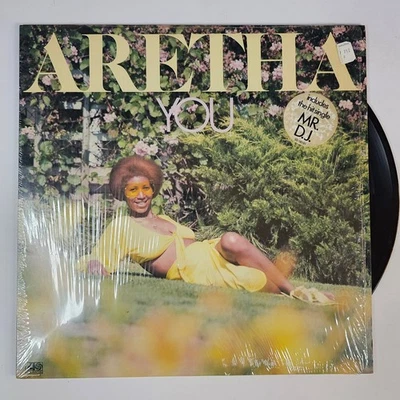 ARETHA
YOU
includes
the hit single
MR.
D.J.